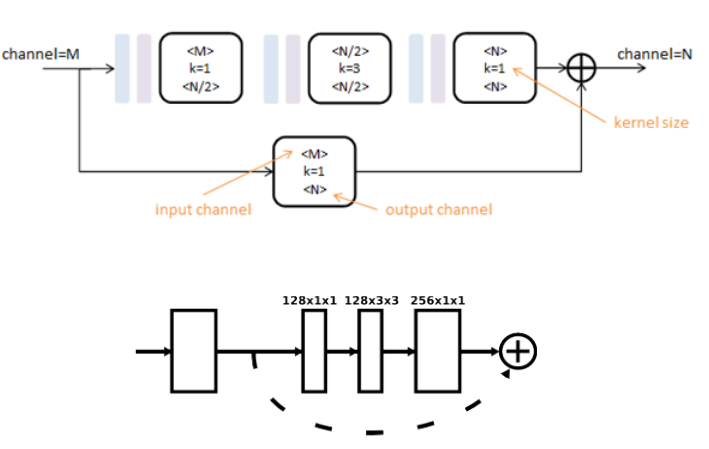 channel=M
<M>
k=1
<N/2>
<N/2>
k=3
<N/2>
<N>
k=1
<N>
channel=N
kernel size
<M>
k=1
<N>
input channel
output channel
128x1x1 128x3x3 256x1x1